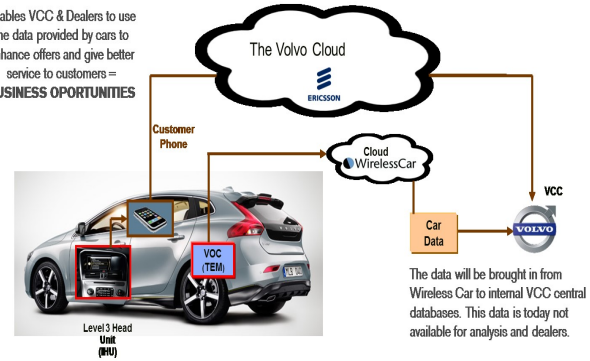 ables VCC & Dealers to use
e data provided by cars to
hance offers and give better
service to customers =
USINESS OPORTUNITIES
The Volvo Cloud
ERICSSON
Customer
Phone
Cloud
WirelessCar
VCC
VOLVO
Car
Data
VOC
(TEM)
Level 3 Head
Unit
(IHU)
The data will be brought in from
Wireless Car to internal VCC central
databases. This data is today not
available for analysis and dealers.